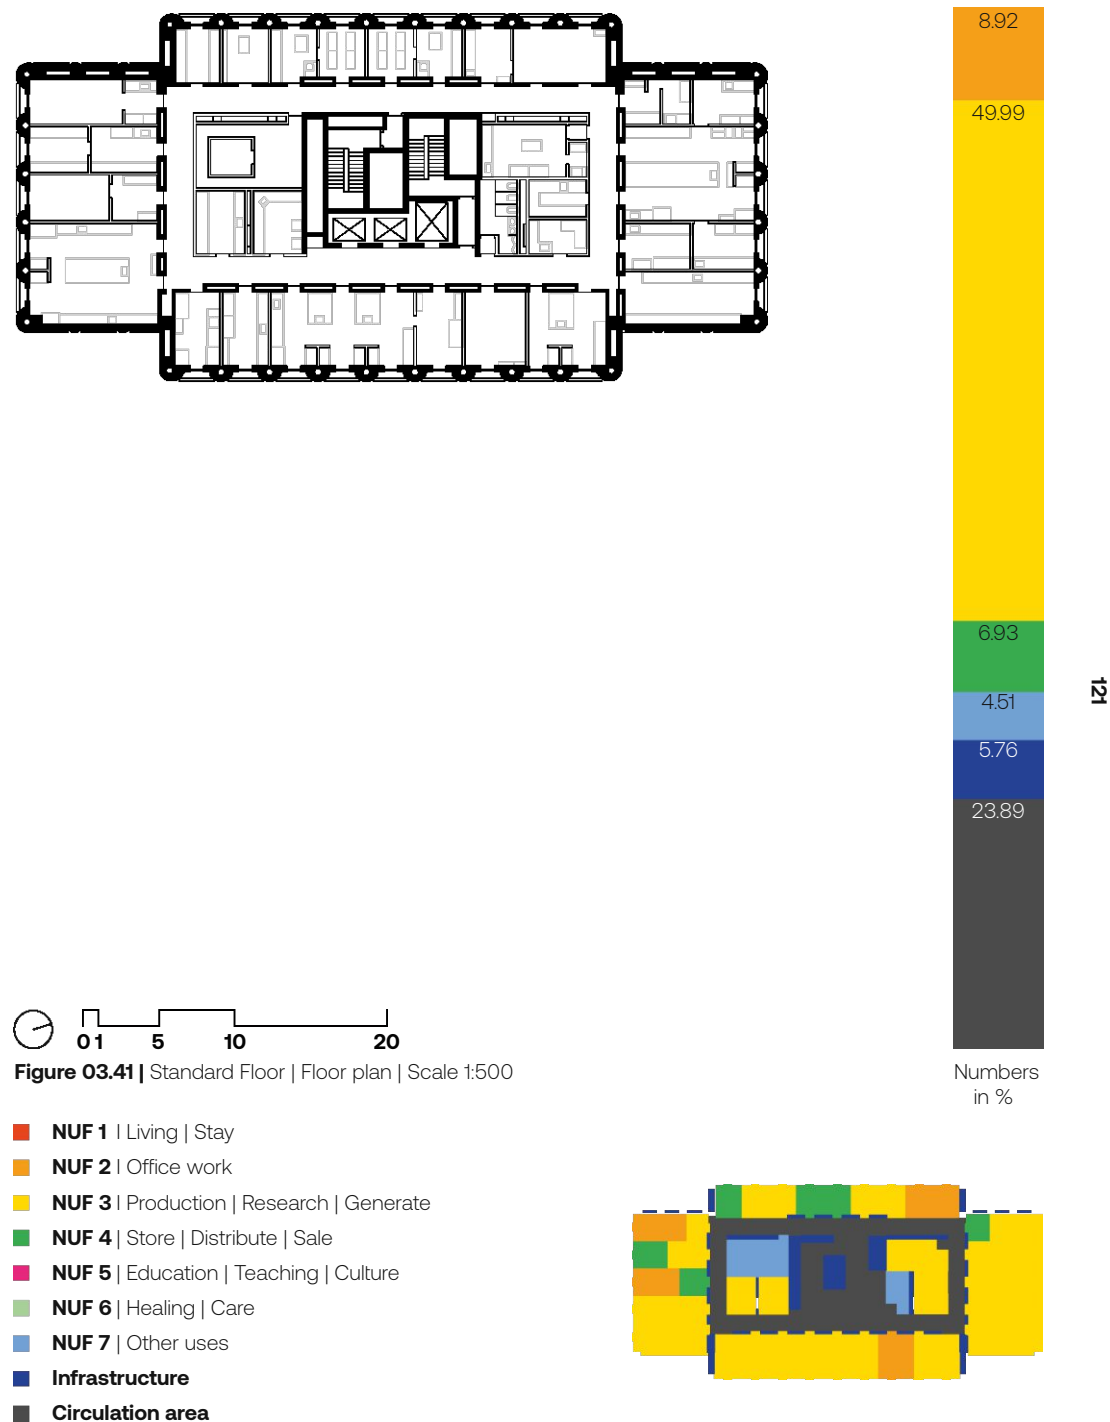 8.92
49.99
6.93
4.51
5.76
23.89
121
0 1 5 10 20
Figure 03.41 | Standard Floor | Floor plan | Scale 1:500
Numbers
in %
NUF 1 | Living | Stay
NUF 2 | Office work
NUF 3 | Production | Research | Generate
NUF 4 | Store | Distribute | Sale
NUF 5 | Education | Teaching | Culture
NUF 6 | Healing | Care
NUF 7 | Other uses
Infrastructure
Circulation area